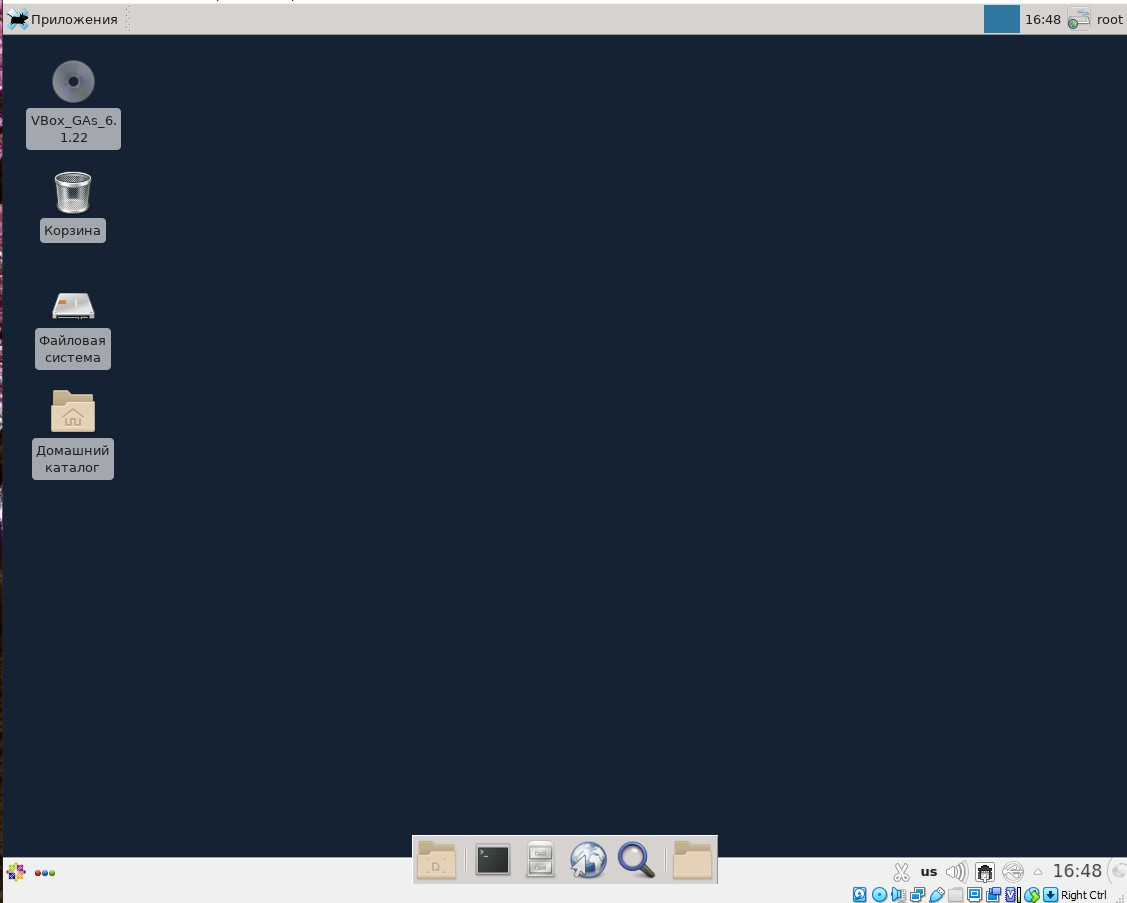 Приложения
16:48
root
VBox_GAs_6.
1.22
Корзина
Файловая
система
Домашний
каталог
D
us
16:48
Right Ctrl